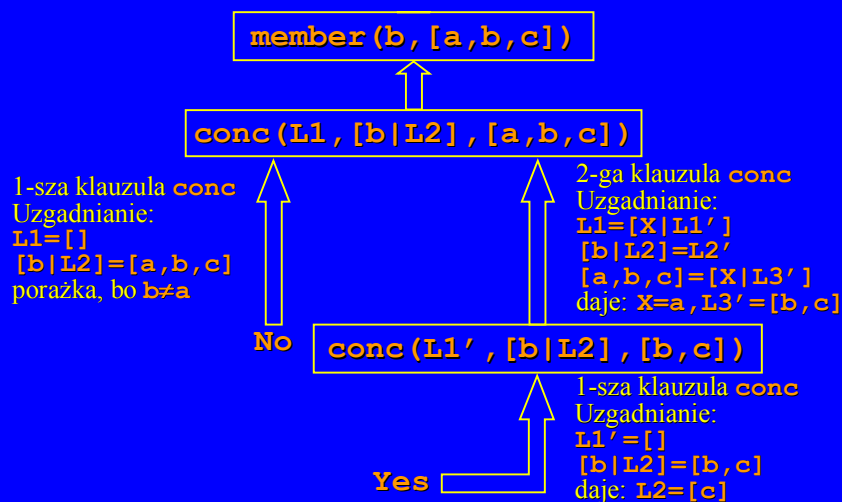 member(b,[a,b,c])
conc(L1,[b|L2],[a,b,c])
1-sza klauzula conc
Uzgadnianie:
L1=[]
[b|L2]=[a,b,c]
porażka, bo b≠a
No
2-ga klauzula conc
Uzgadnianie:
L1=[X|L1’]
[b|L2]=L2’
[a,b,c]=[X|L3’]
daje: X=a,L3’=[b,c]
conc(L1’,[b|L2],[b,c])
1-sza klauzula conc
Uzgadnianie:
L1’=[]
[b|L2]=[b,c]
daje: L2=[c]
Yes